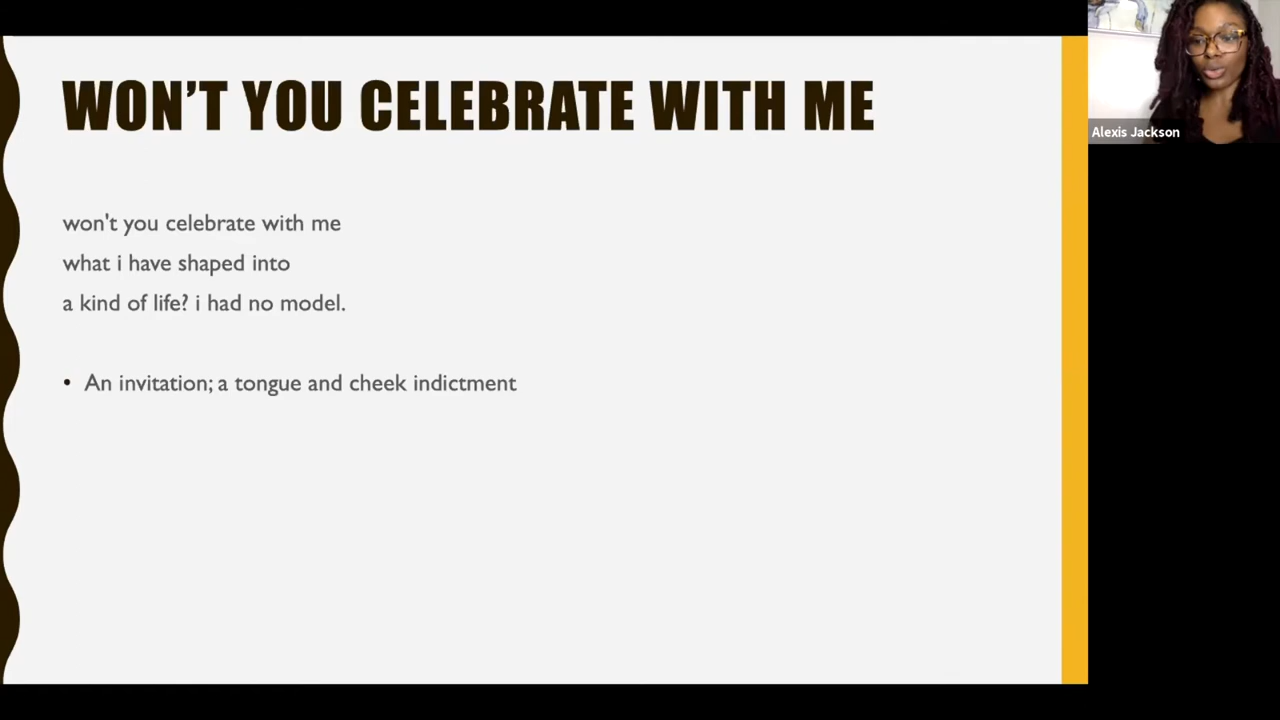 WON’T YOU CELEBRATE WITH ME
won't you celebrate with me
what i have shaped into
a kind of life? i had no model.
• An invitation; a tongue and cheek indictment
Alexis Jackson